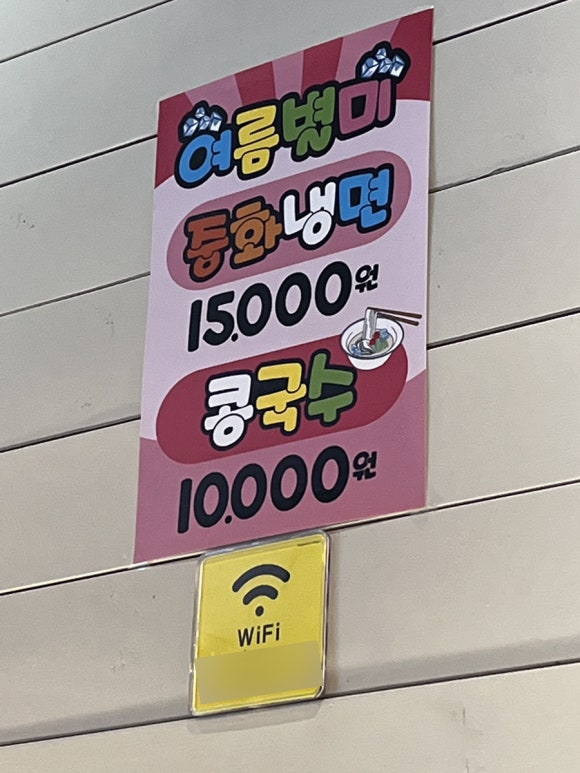 여름별미
중화냉면
15.000원
콩국수
10.000원
WiFi